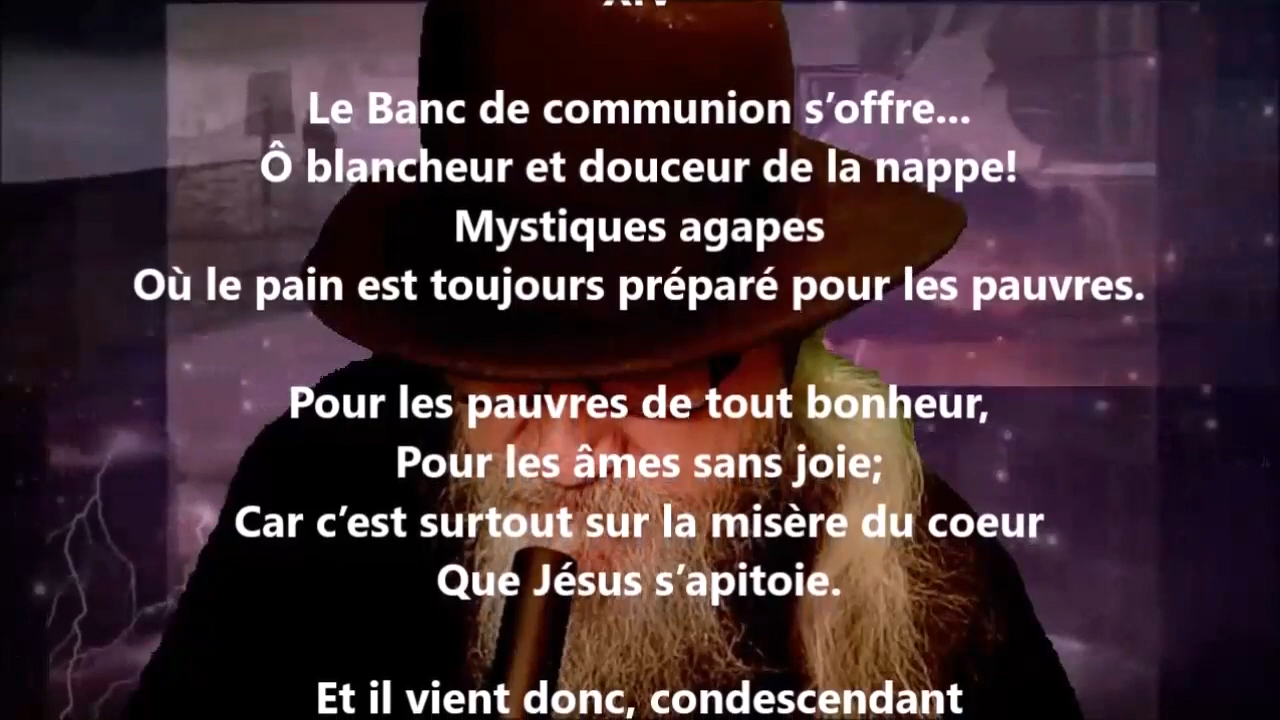 XIV
Le Banc de communion s’offre...
Ô blancheur et douceur de la nappe!
Mystiques agapes
Où le pain est toujours préparé pour les pauvres.
Pour les pauvres de tout bonheur,
Pour les âmes sans joie;
Car c’est surtout sur la misère du coeur
Que Jésus s’apitoie.
Et il vient donc, condescendant